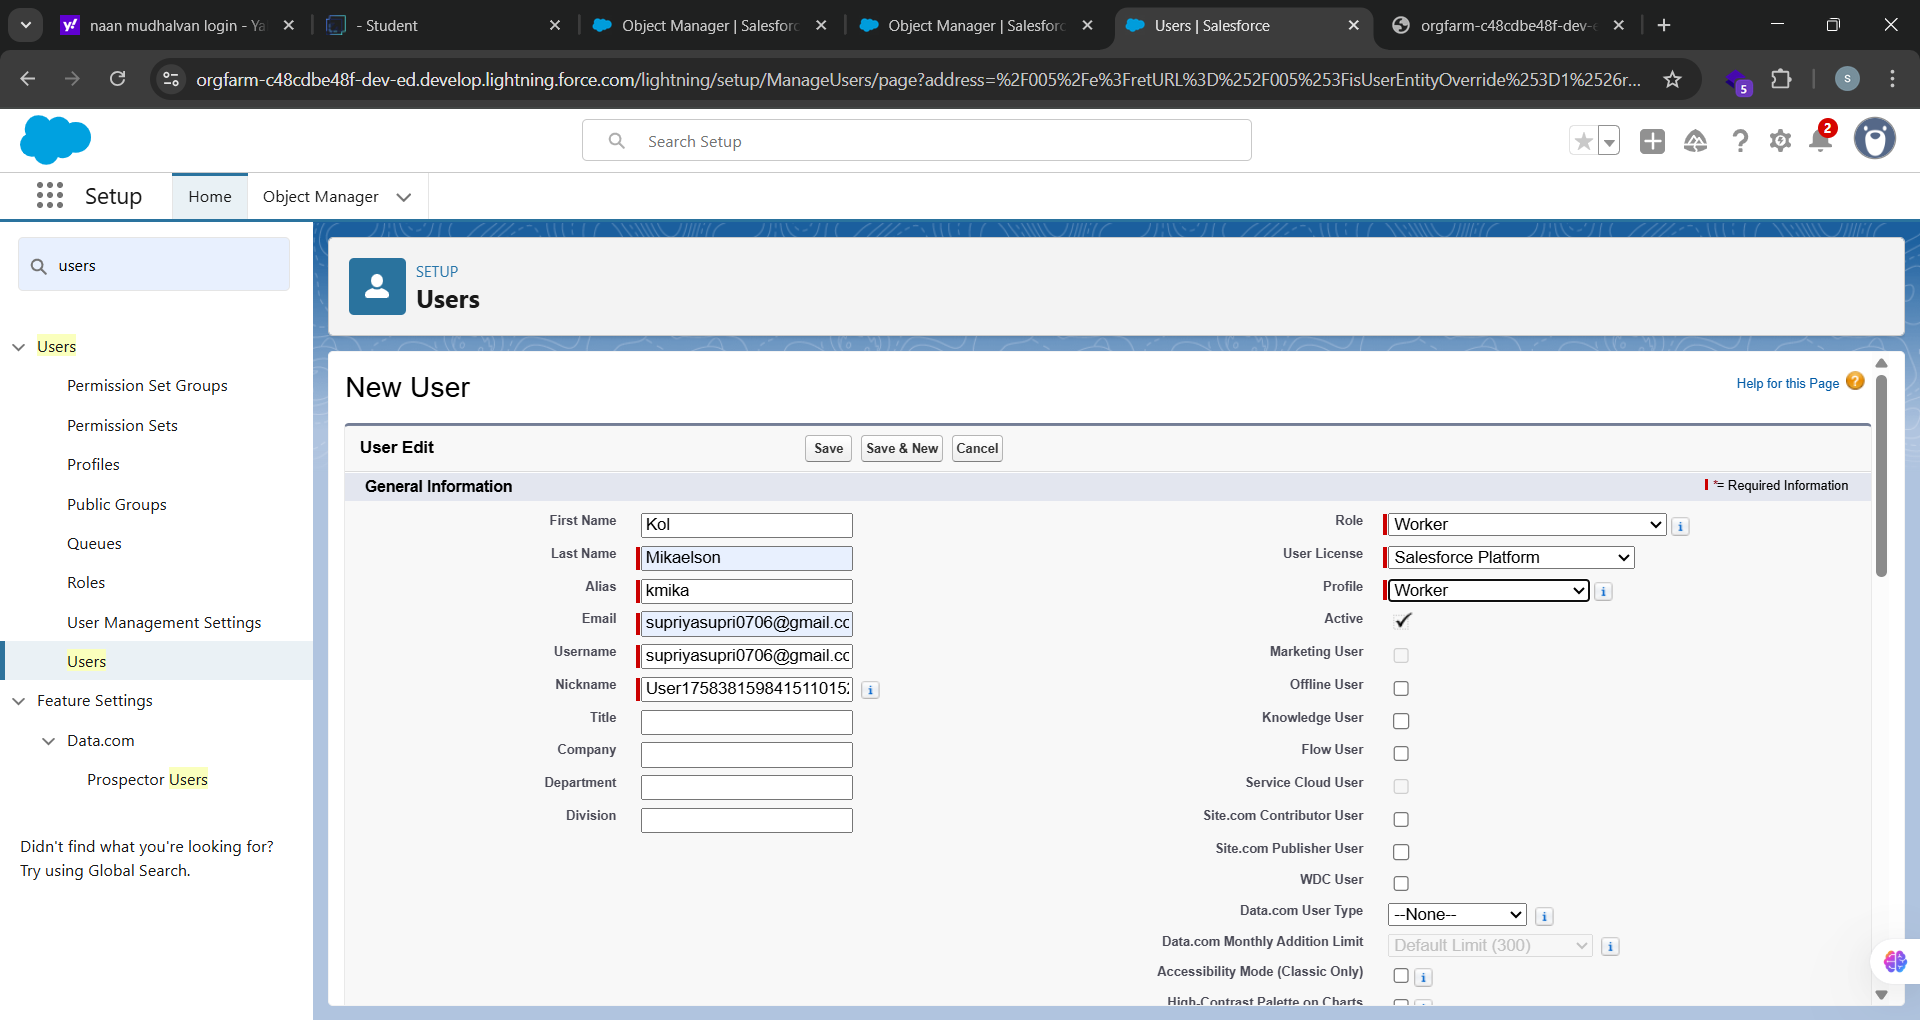 naan mudhalvan login - Ya
- Student
Object Manager | Salesforc
Object Manager | Salesforc
Users | Salesforce
orgfarm-c48cdbe48f-dev-e
orgfarm-c48cdbe48f-dev-ed.develop.lightning.force.com/lightning/setup/ManageUsers/page?address=%2F005%2Fe%3FretURL%3D%252F005%253FisUserEntityOverride%253D1%2526r...
5
S
Search Setup
2
Setup
Home
Object Manager
users
Users
Permission Set Groups
Permission Sets
Profiles
Public Groups
Queues
Roles
User Management Settings
Users
Feature Settings
Data.com
Prospector Users
Didn't find what you're looking for?
Try using Global Search.
SETUP
Users
New User
Help for this Page ?
User Edit
Save
Save & New
Cancel
General Information
*= Required Information
First Name
Kol
Last Name
Mikaelson
Alias
kmika
Email
supriyasupri0706@gmail.cc
Username
supriyasupri0706@gmail.cc
Nickname
User175838159841511015
i
Title
Company
Department
Division
Role
Worker
i
User License
Salesforce Platform
Profile
Worker
i
Active
Marketing User
Offline User
Knowledge User
Flow User
Service Cloud User
Site.com Contributor User
Site.com Publisher User
WDC User
Data.com User Type
--None--
i
Data.com Monthly Addition Limit
Default Limit (300)
i
Accessibility Mode (Classic Only)
i
High-Contrast Palette on Charts